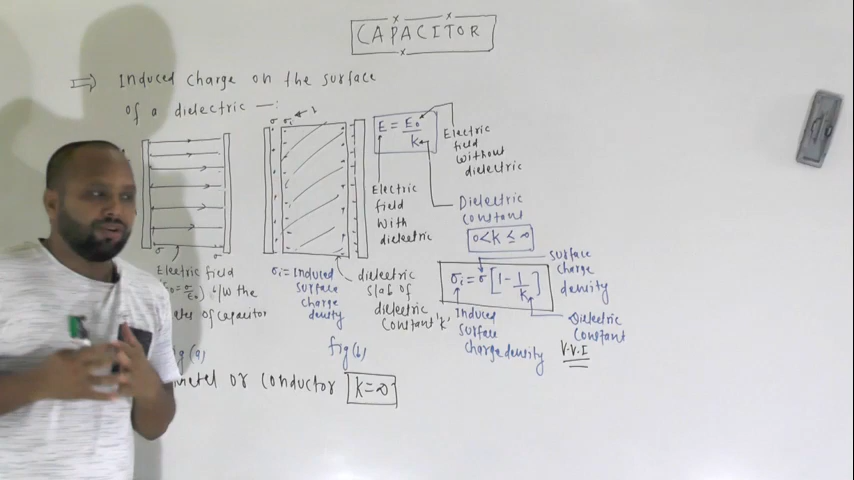 CAPACITOR
⇒ Induced charge on the surface
of a dielectric —:
σ σi
E = E₀/K
Electric
field
without
dielectric
Electric
field
With
dielectric
Dielectric
constant
0<K ≤ ∞
σ σ
Electric field
b/w the
of capacitor
σi = Induced
surface
charge
density
dielectric
slab of
dielectric
Constant 'K'
σi = σ[1 - 1/K]
surface
charge
density
Induced
surface
charge density
Dielectric
constant
V.V.I
(a)
fig(b)
metal or conductor K=∞